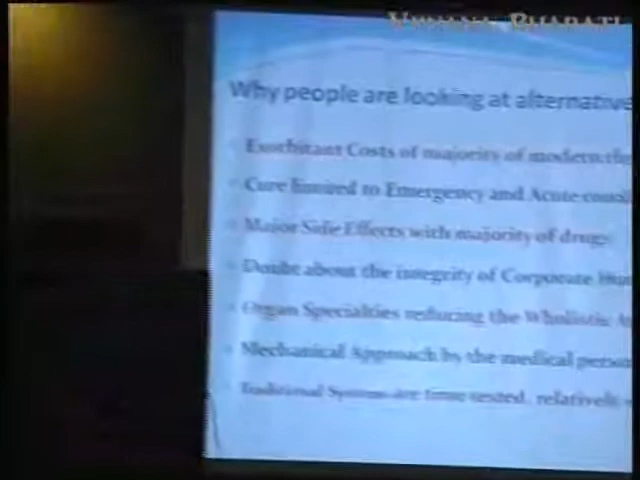 VIJNANA BHARATI
Why people are looking at alternative
Exorbitant Costs of majority of modern
Cure limited to Emergency and Acute
Major Side Effects with majority of drugs
Doubt about the integrity of Corporate
Organ Specialties reducing the Wholistic
Mechanical Approach by the medical
Traditional Systems are time tested, relatively